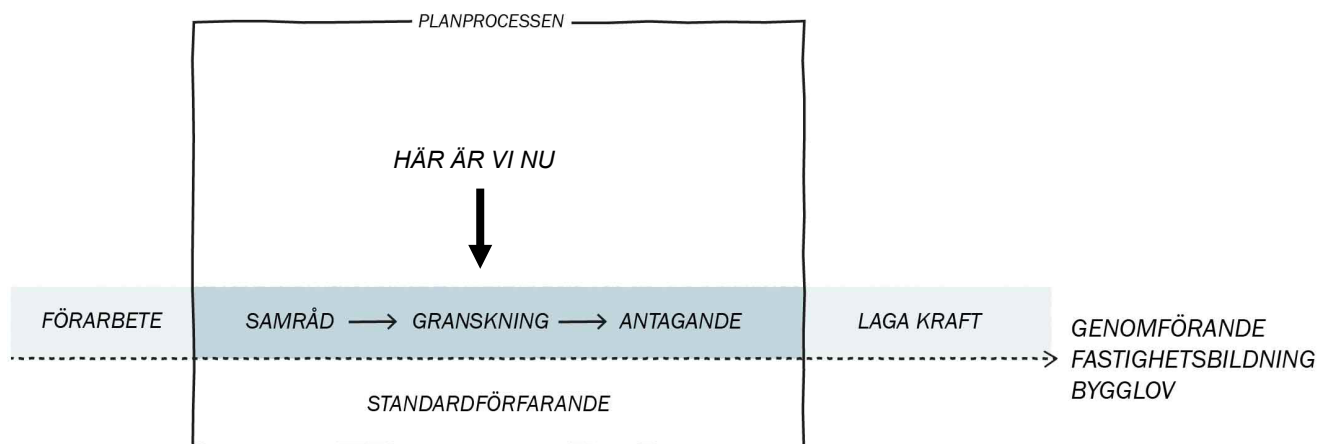 PLANPROCESSEN
HÄR ÄR VI NU
FÖRARBETE
SAMRÅD
GRANSKNING
ANTAGANDE
LAGA KRAFT
GENOMFÖRANDE
FASTIGHETSBILDNING
BYGGLOV
STANDARDFÖRFARANDE